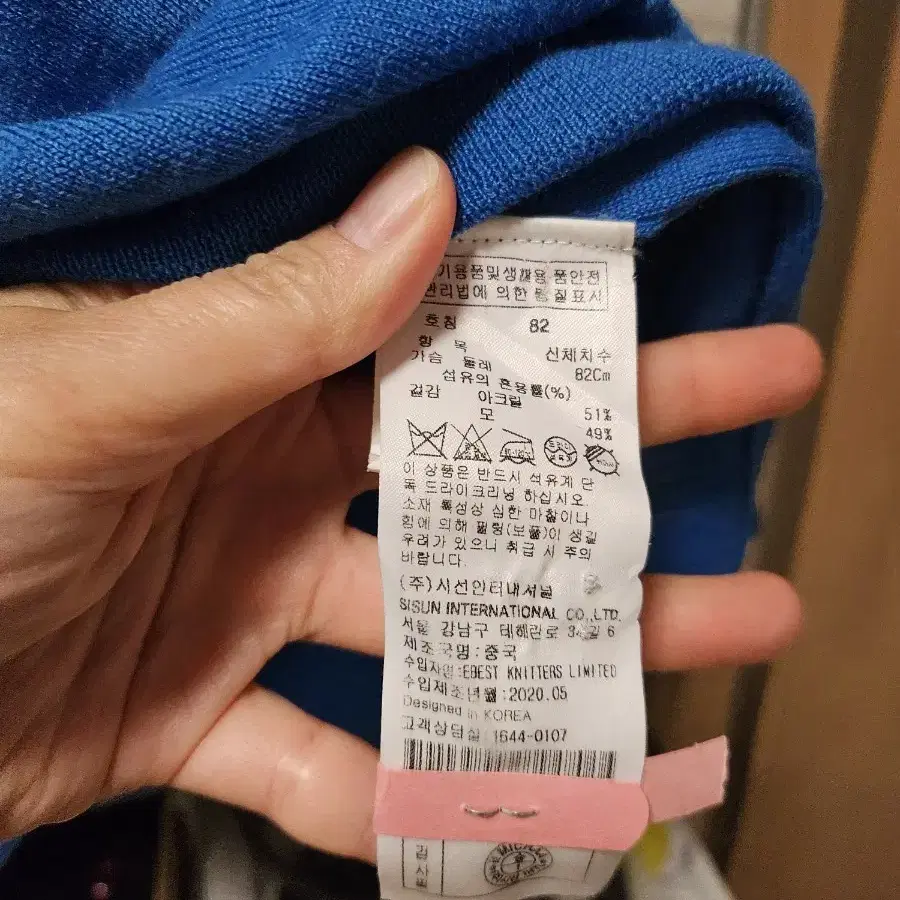 기용품및생활용 품안전
관리법에 의한 품질표시
호칭 82
항 목 신체치수
가슴 둘레 82Cm
섬유의 혼용률(%)
겉감 아크릴 51%
모 49%
이 상품은 반드시 석유계 단
독 드라이크리닝 하십시오
소재 특성상 심한 마찰이나
힘에 의해 필링(보풀)이 생길
우려가 있으니 취급 시 주의
바랍니다.
(주)시선인터내셔널
SISUN INTERNATIONAL CO.,LTD.
서울 강남구 테헤란로 34길 6
제조국명:중국
수입자명:EBEST KNITTERS LIMITED
수입제조년월:2020.05
Designed in KOREA
고객상담실:1644-0107
검
사
필